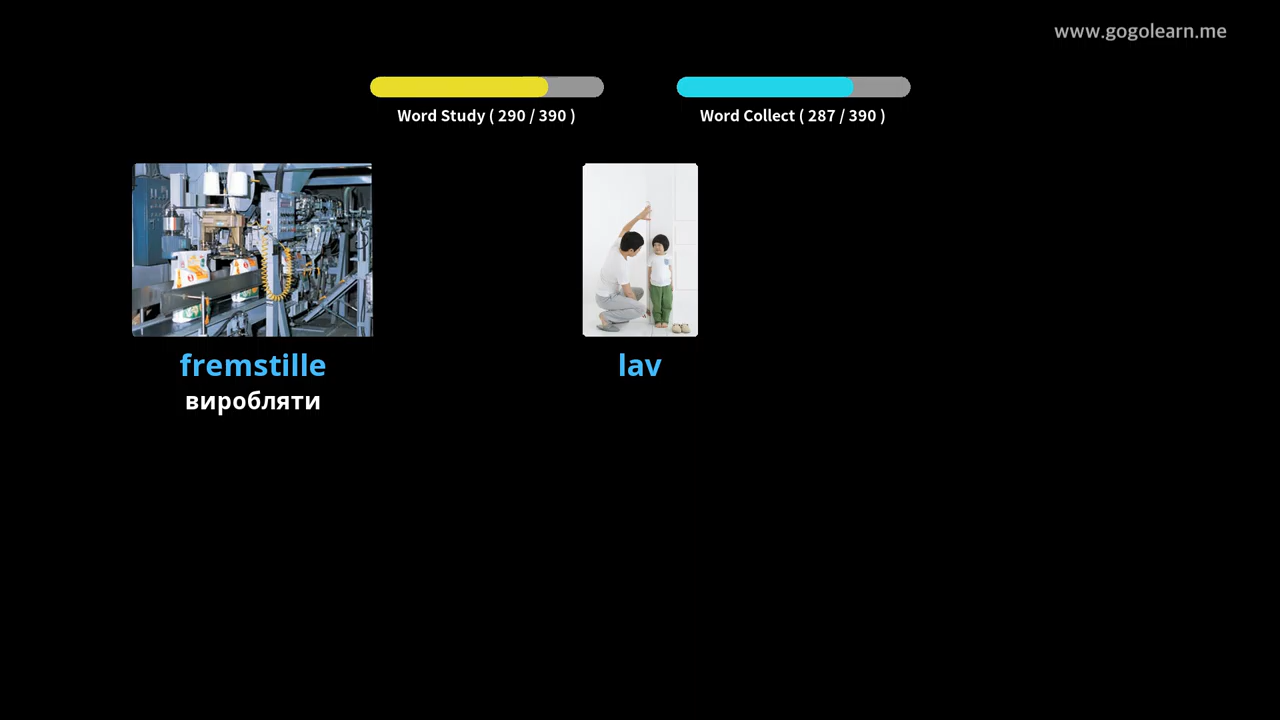 www.gogolearn.me
Word Study ( 290 / 390 )
Word Collect ( 287 / 390 )
fremstille
lav
виробляти